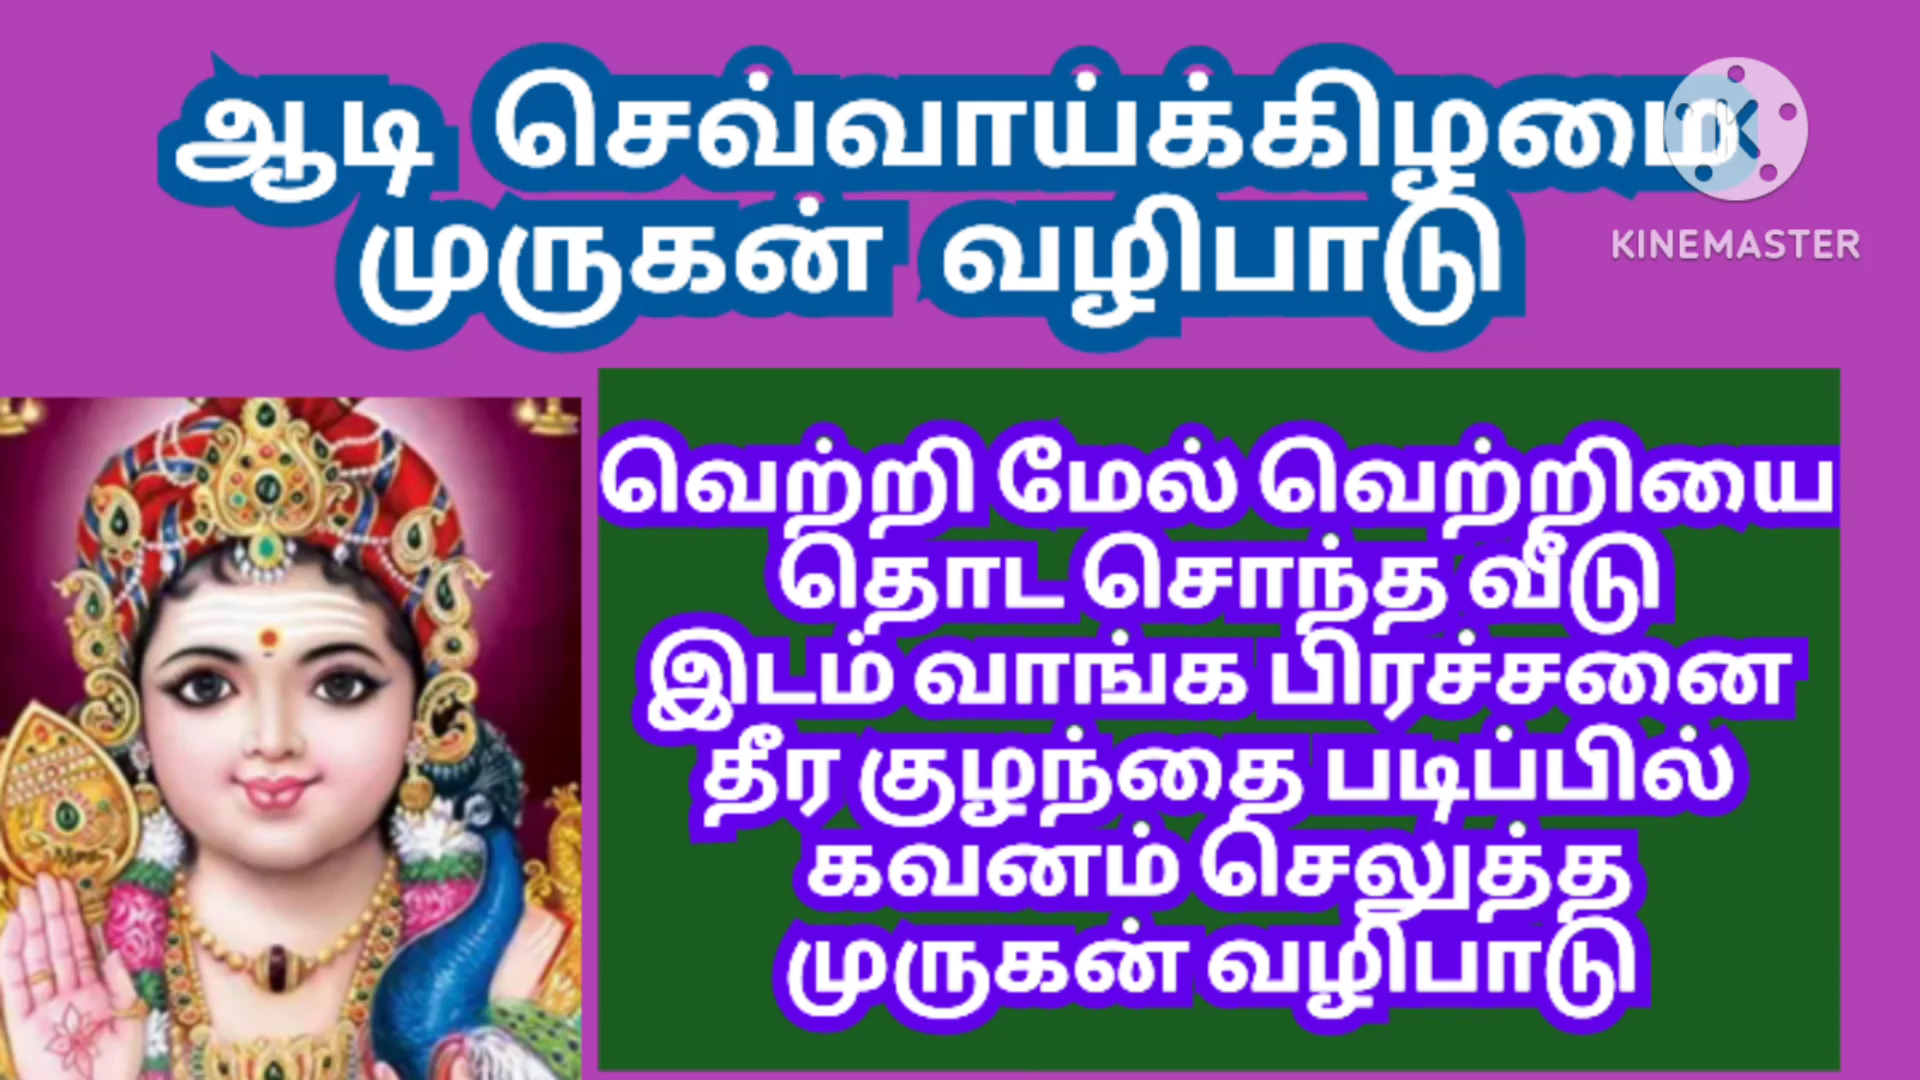 ஆடி செவ்வாய்க்கிழமை
முருகன் வழிபாடு
KINEMASTER
வெற்றி மேல் வெற்றியை
தொட சொந்த வீடு
இடம் வாங்க பிரச்சனை
தீர குழந்தை படிப்பில்
கவனம் செலுத்த
முருகன் வழிபாடு